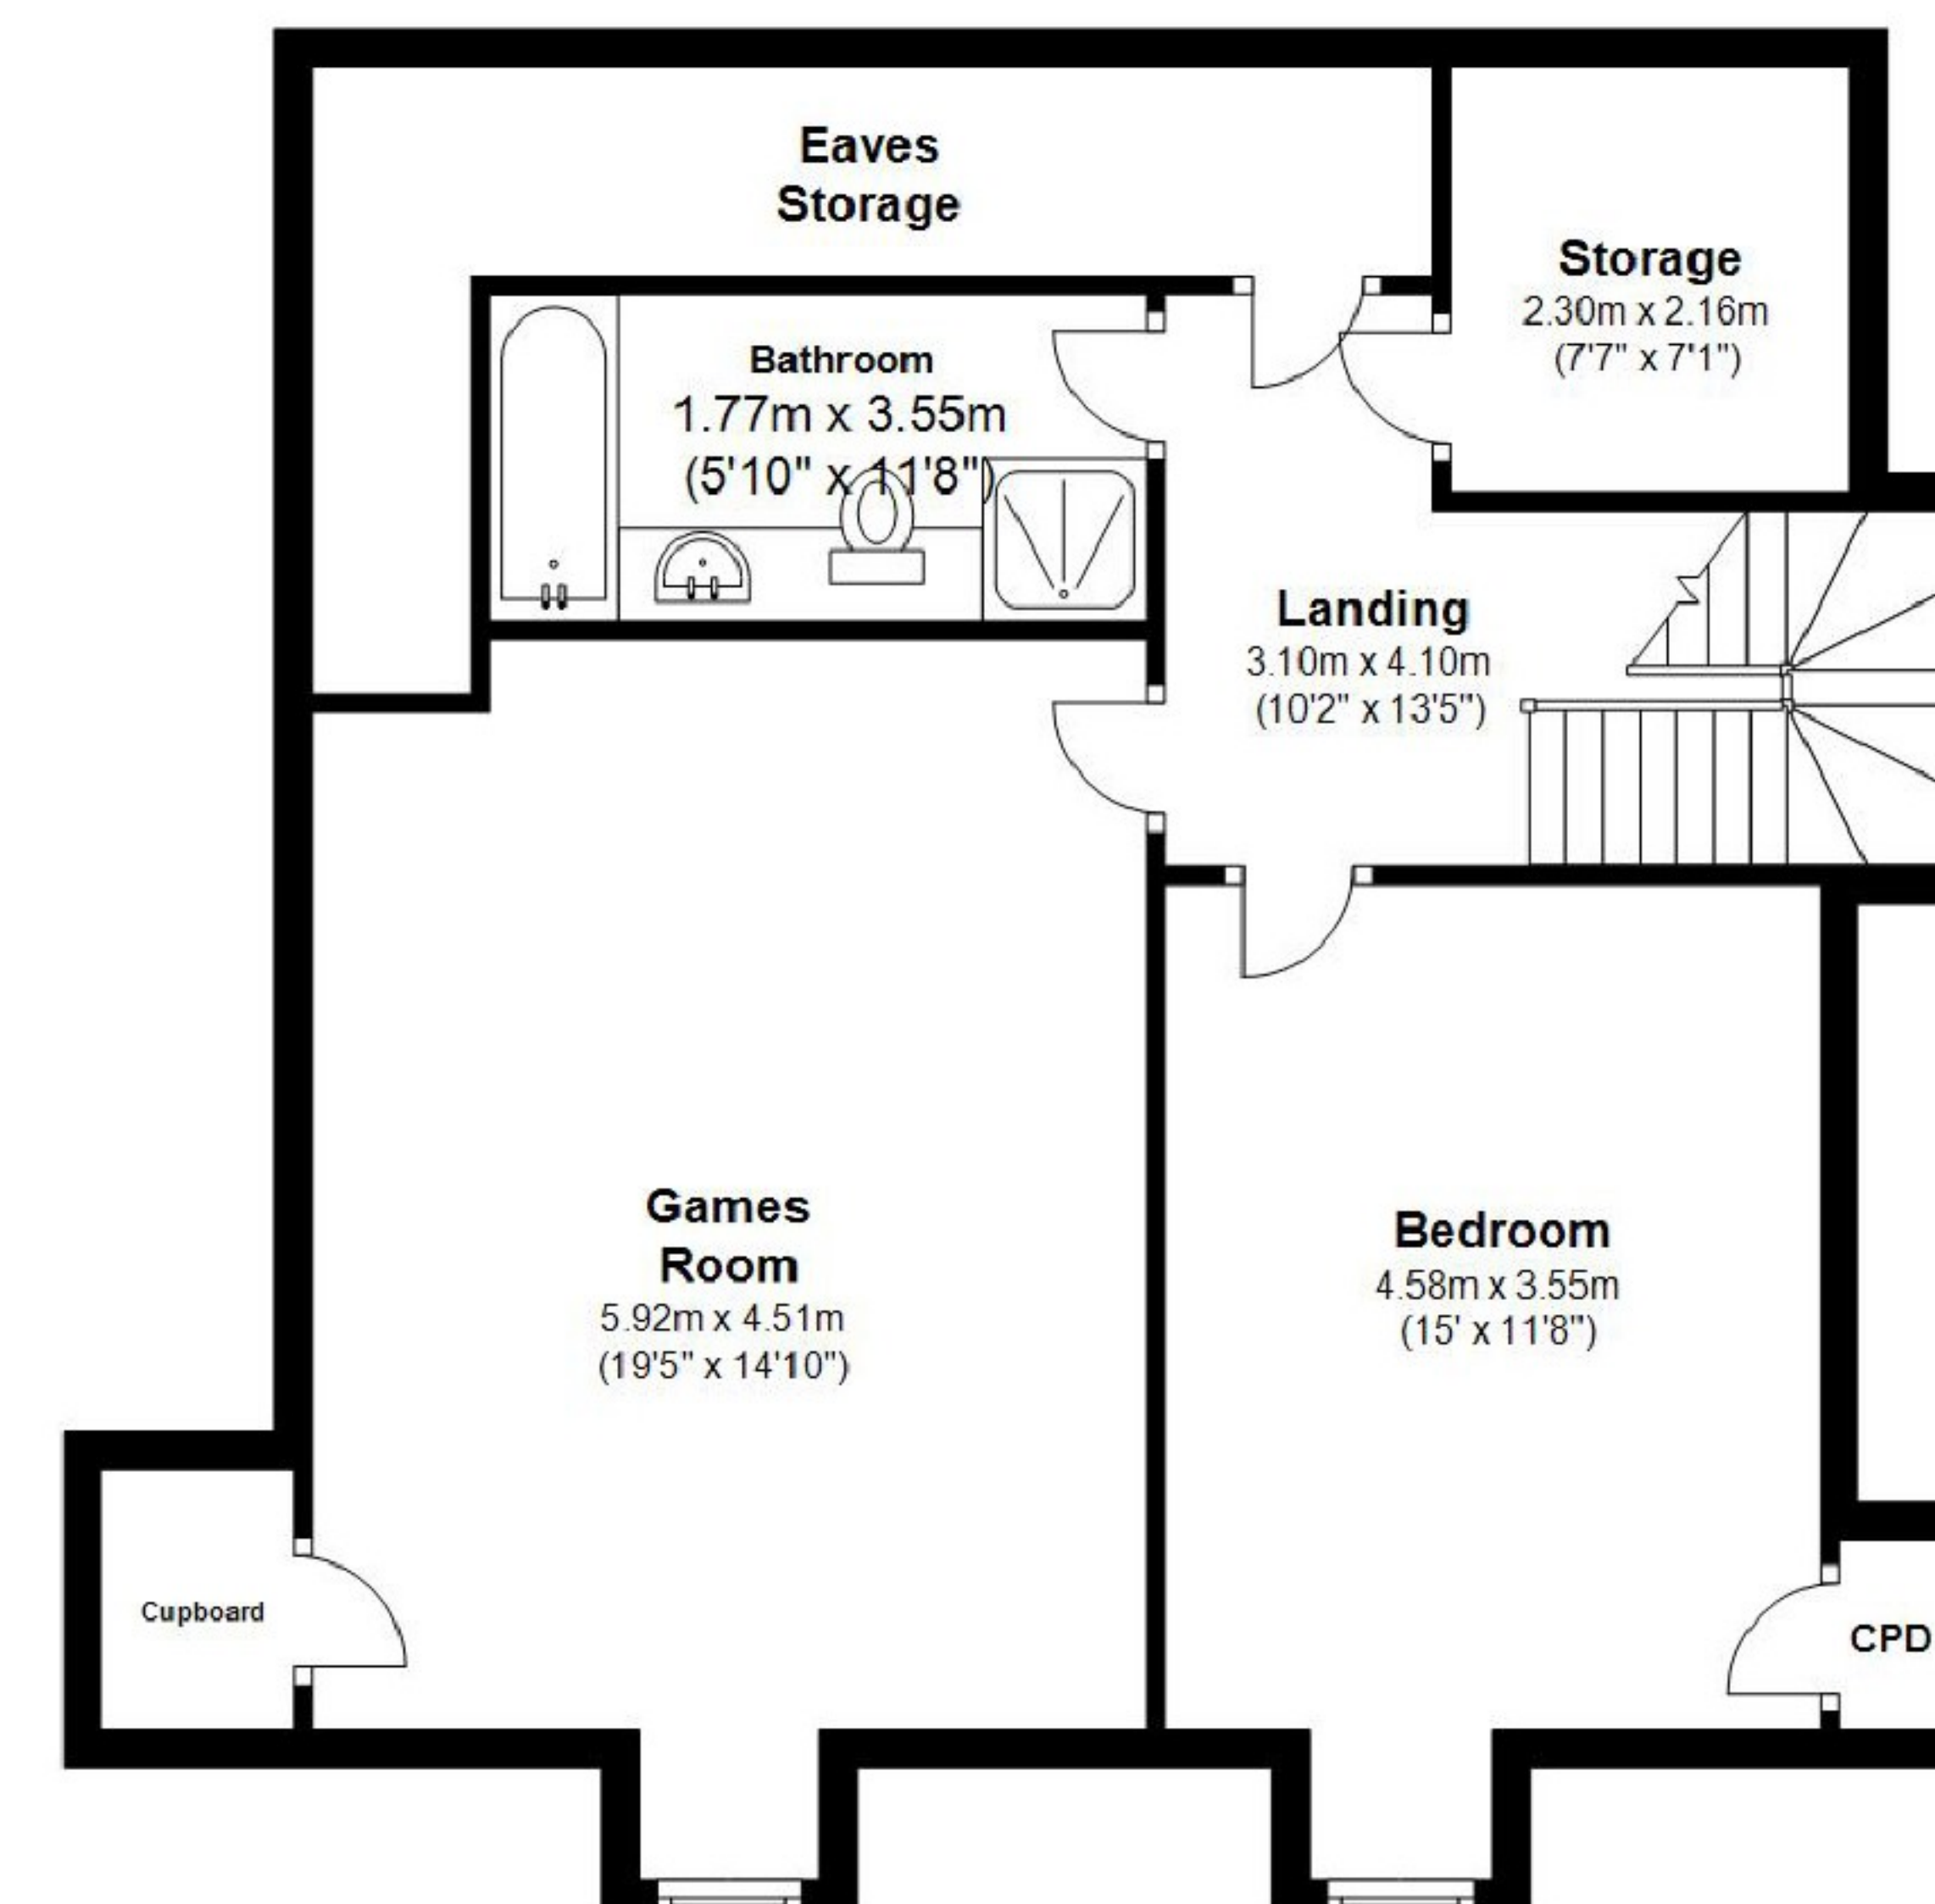 Eaves
Storage
Storage
2.30m x 2.16m
(7'7" x 7'1")
Bathroom
1.77m x 3.55m
(5'10" x 11'8")
Landing
3.10m x 4.10m
(10'2" x 13'5")
Games
Room
5.92m x 4.51m
(19'5" x 14'10")
Bedroom
4.58m x 3.55m
(15' x 11'8")
Cupboard
CPD